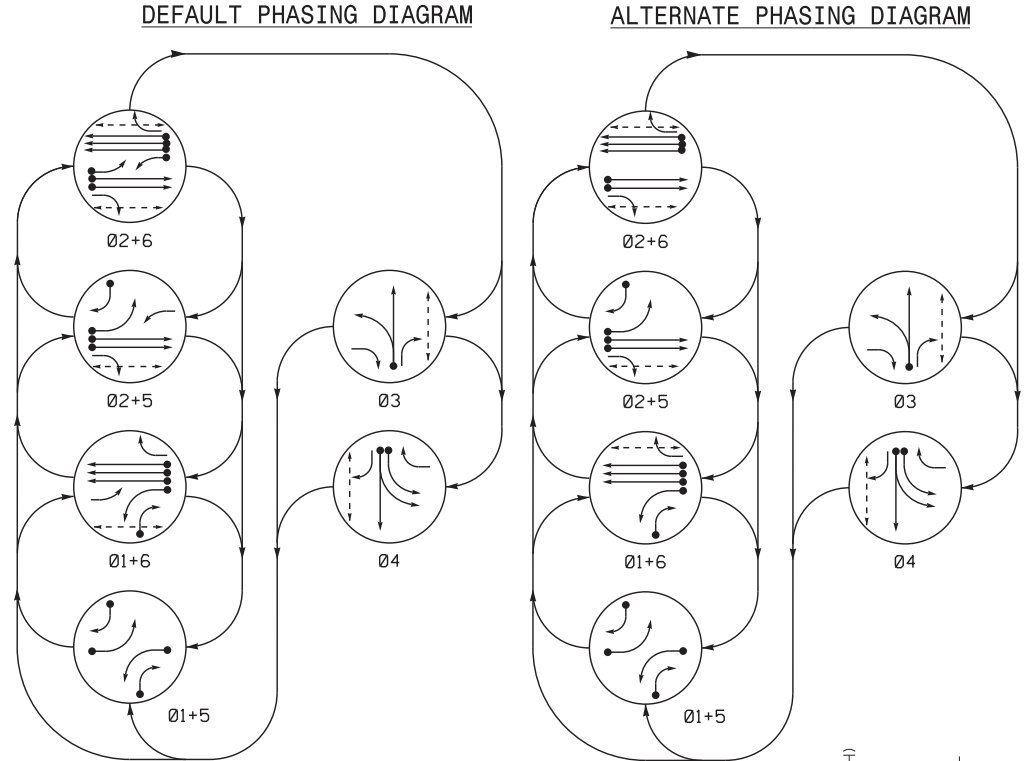 DEFAULT PHASING DIAGRAM
ALTERNATE PHASING DIAGRAM
Ø2+6
Ø2+6
Ø2+5
Ø3
Ø2+5
Ø3
Ø1+6
Ø4
Ø1+6
Ø4
Ø1+5
Ø1+5